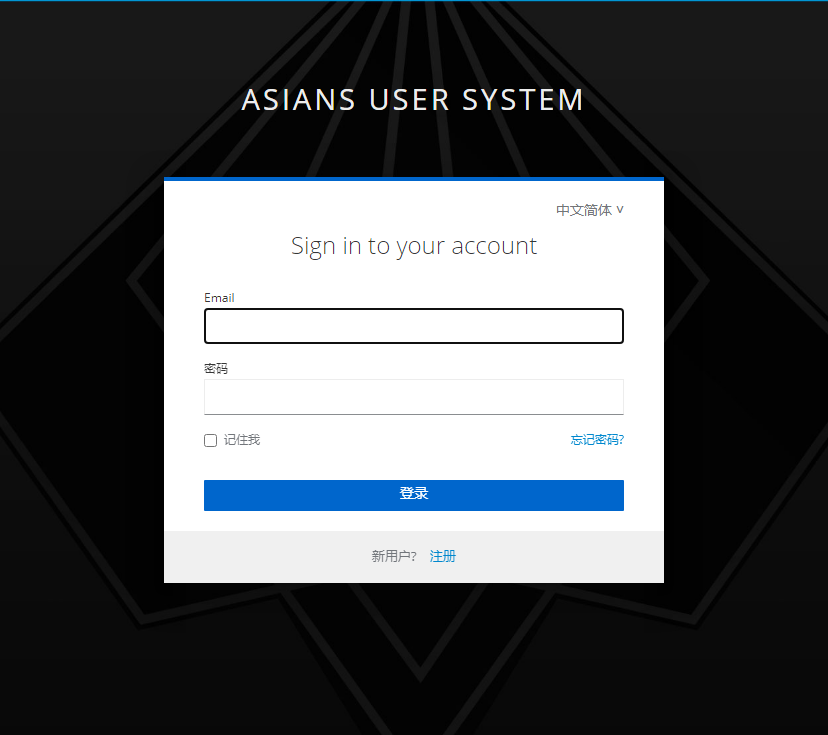 ASIANS USER SYSTEM
中文简体 ˅
Sign in to your account
Email
密码
记住我 忘记密码?
登录
新用户? 注册